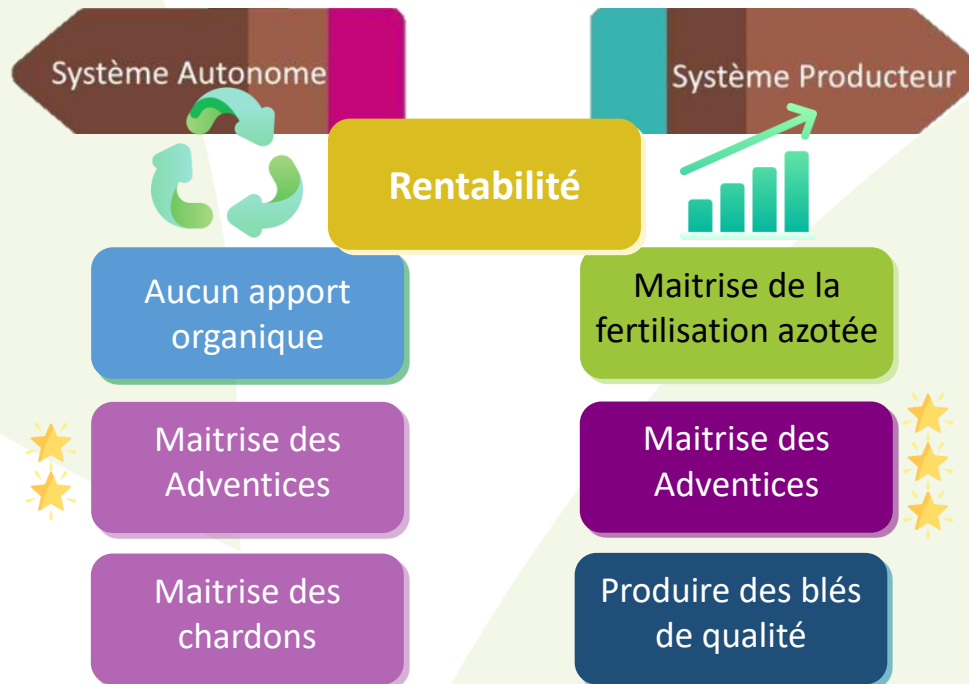 Système Autonome
Système Producteur
Rentabilité
Aucun apport
organique
Maitrise de la
fertilisation azotée
Maitrise des
Adventices
Maitrise des
Adventices
Maitrise des
chardons
Produire des blés
de qualité